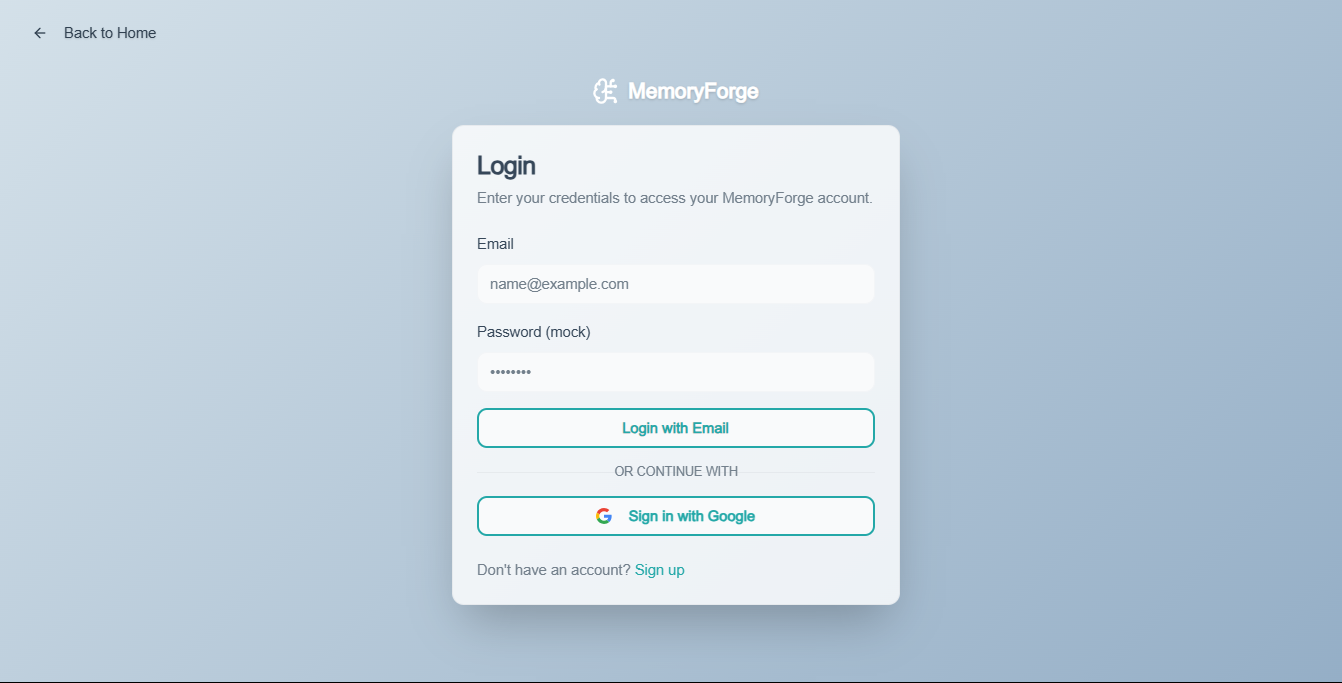 Back to Home
MemoryForge
Login
Enter your credentials to access your MemoryForge account.
Email
name@example.com
Password (mock)
••••••••
Login with Email
OR CONTINUE WITH
Sign in with Google
Don't have an account? Sign up